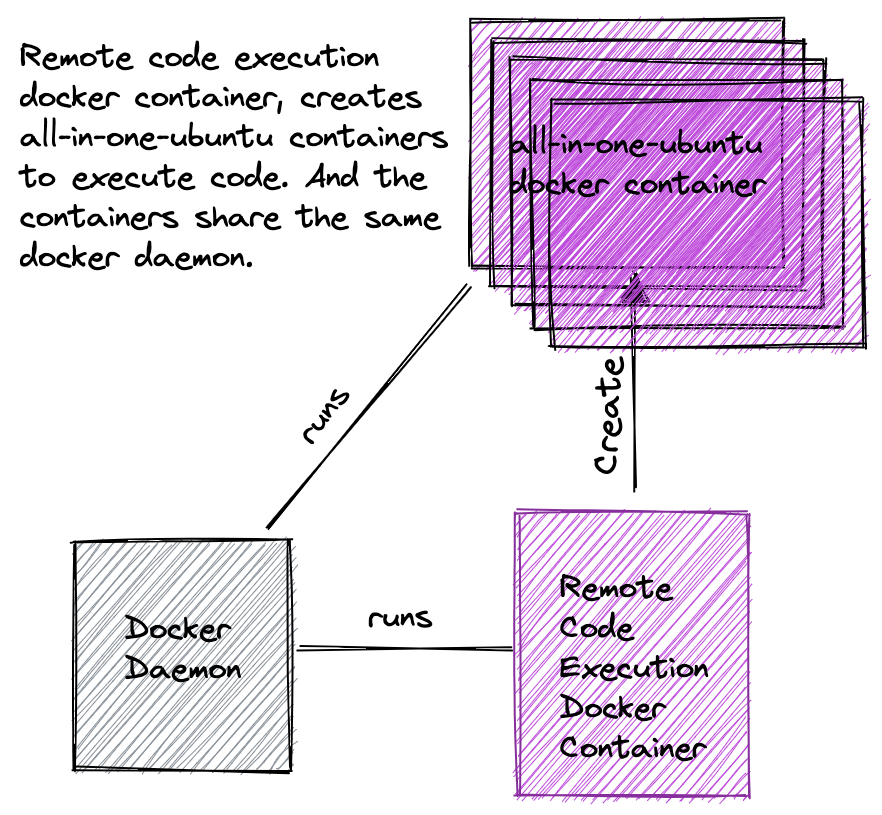 Remote code execution
docker container, creates
all-in-one-ubuntu containers
to execute code. And the
containers share the same
docker daemon.
all-in-one-ubuntu
docker container
runs
Create
runs
Docker
Daemon
Remote
Code
Execution
Docker
Container